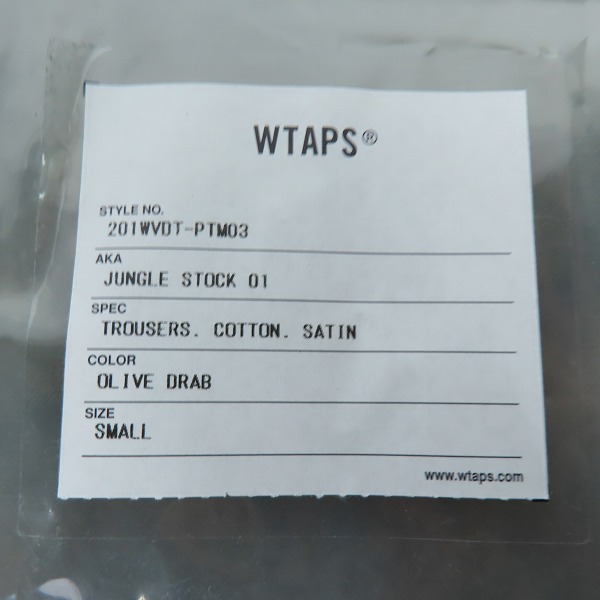 WTAPS®
STYLE NO.
201WVDT-PTM03
AKA
JUNGLE STOCK 01
SPEC
TROUSERS. COTTON. SATIN
COLOR
OLIVE DRAB
SIZE
SMALL
www.wtaps.com